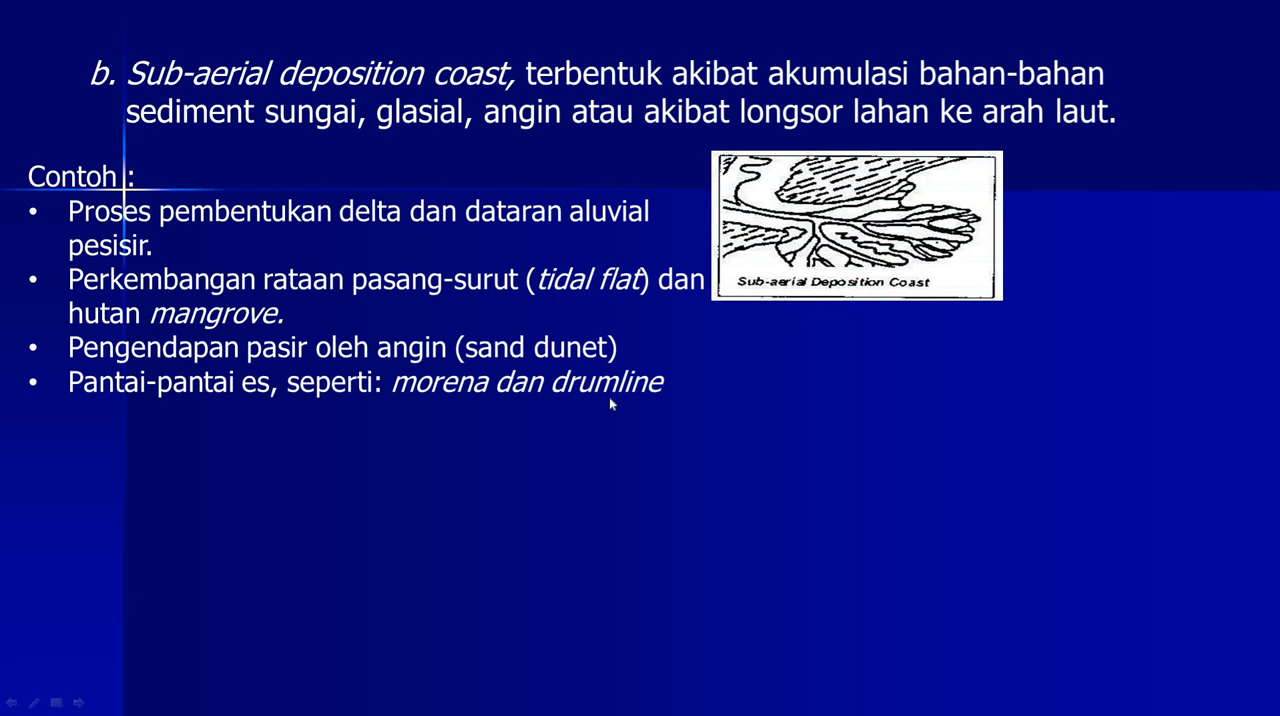 b. Sub-aerial deposition coast, terbentuk akibat akumulasi bahan-bahan
sediment sungai, glasial, angin atau akibat longsor lahan ke arah laut.
Contoh :
• Proses pembentukan delta dan dataran aluvial
pesisir.
• Perkembangan rataan pasang-surut (tidal flat) dan
hutan mangrove.
• Pengendapan pasir oleh angin (sand dunet)
• Pantai-pantai es, seperti: morena dan drumline
Sub-aerial Deposition Coast